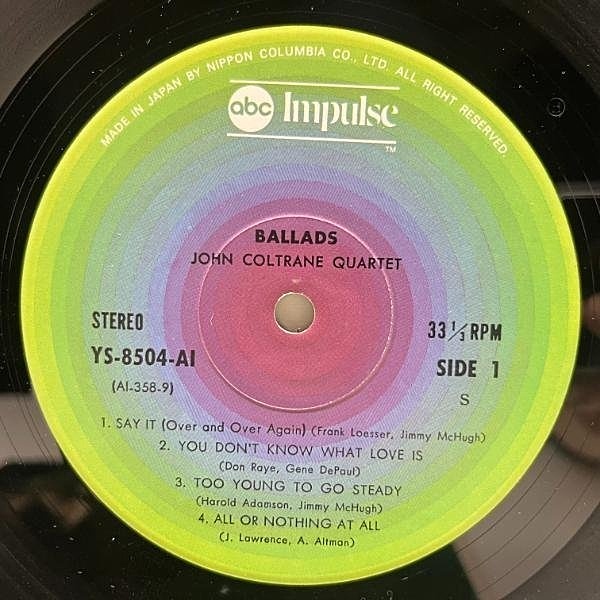 MADE IN JAPAN BY NIPPON COLUMBIA CO., LTD. ALL RIGHT RESERVED.
abc Impulse
TM
BALLADS
JOHN COLTRANE QUARTET
STEREO
YS-8504-AI
(AI-358-9)
33 1/3 RPM
SIDE 1
S
1. SAY IT (Over and Over Again) (Frank Loesser, Jimmy McHugh)
2. YOU DON'T KNOW WHAT LOVE IS
(Don Raye, Gene DePaul)
3. TOO YOUNG TO GO STEADY
(Harold Adamson, Jimmy McHugh)
4. ALL OR NOTHING AT ALL
(J. Lawrence, A. Altman)